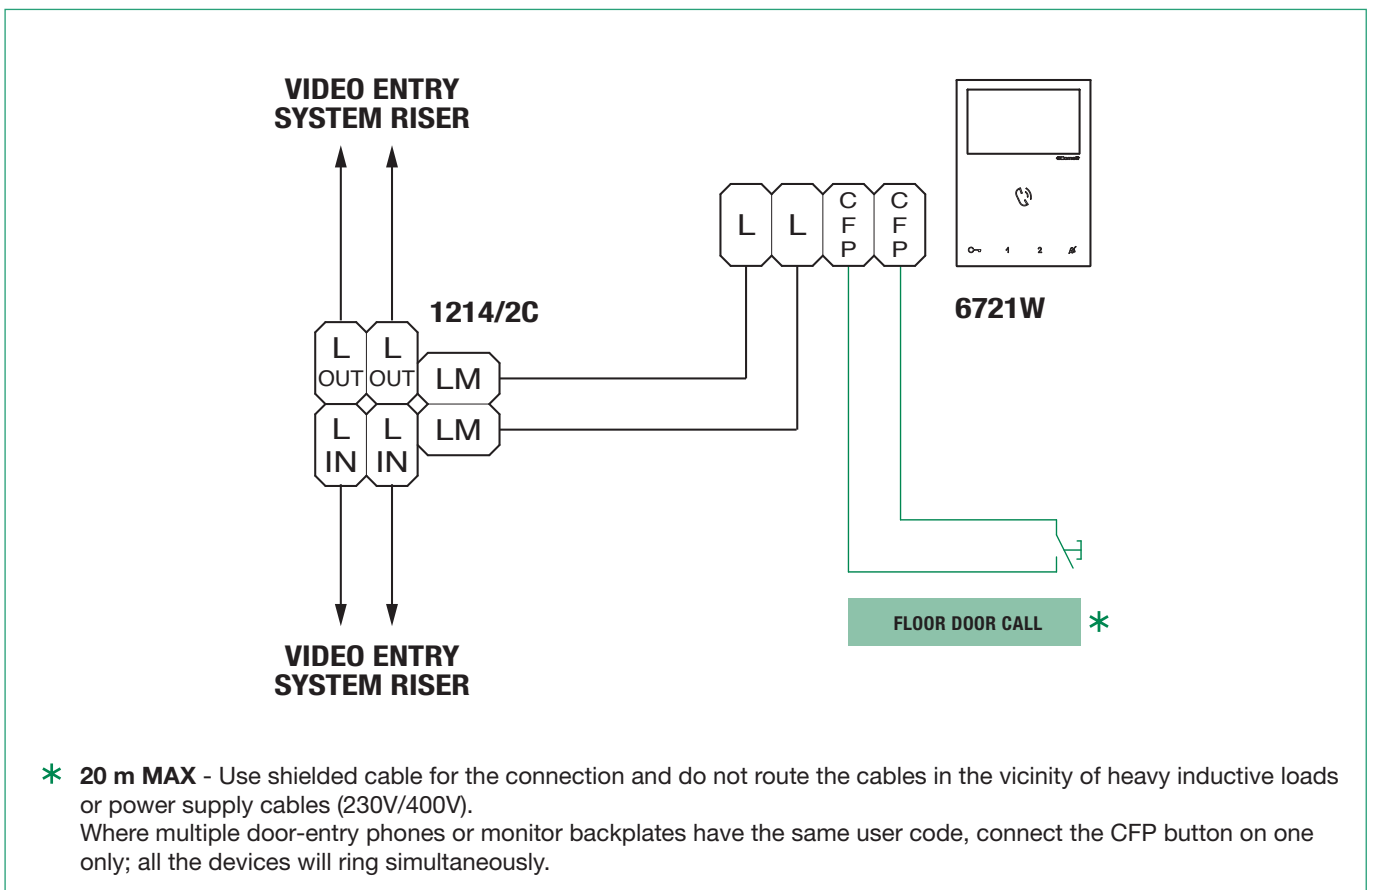 VIDEO ENTRY
SYSTEM RISER
L
L
C
F
P
C
F
P
1
2
6721W
1214/2C
L
OUT
L
OUT
LM
L
IN
L
IN
LM
FLOOR DOOR CALL *
VIDEO ENTRY
SYSTEM RISER
* 20 m MAX - Use shielded cable for the connection and do not route the cables in the vicinity of heavy inductive loads
or power supply cables (230V/400V).
Where multiple door-entry phones or monitor backplates have the same user code, connect the CFP button on one
only; all the devices will ring simultaneously.